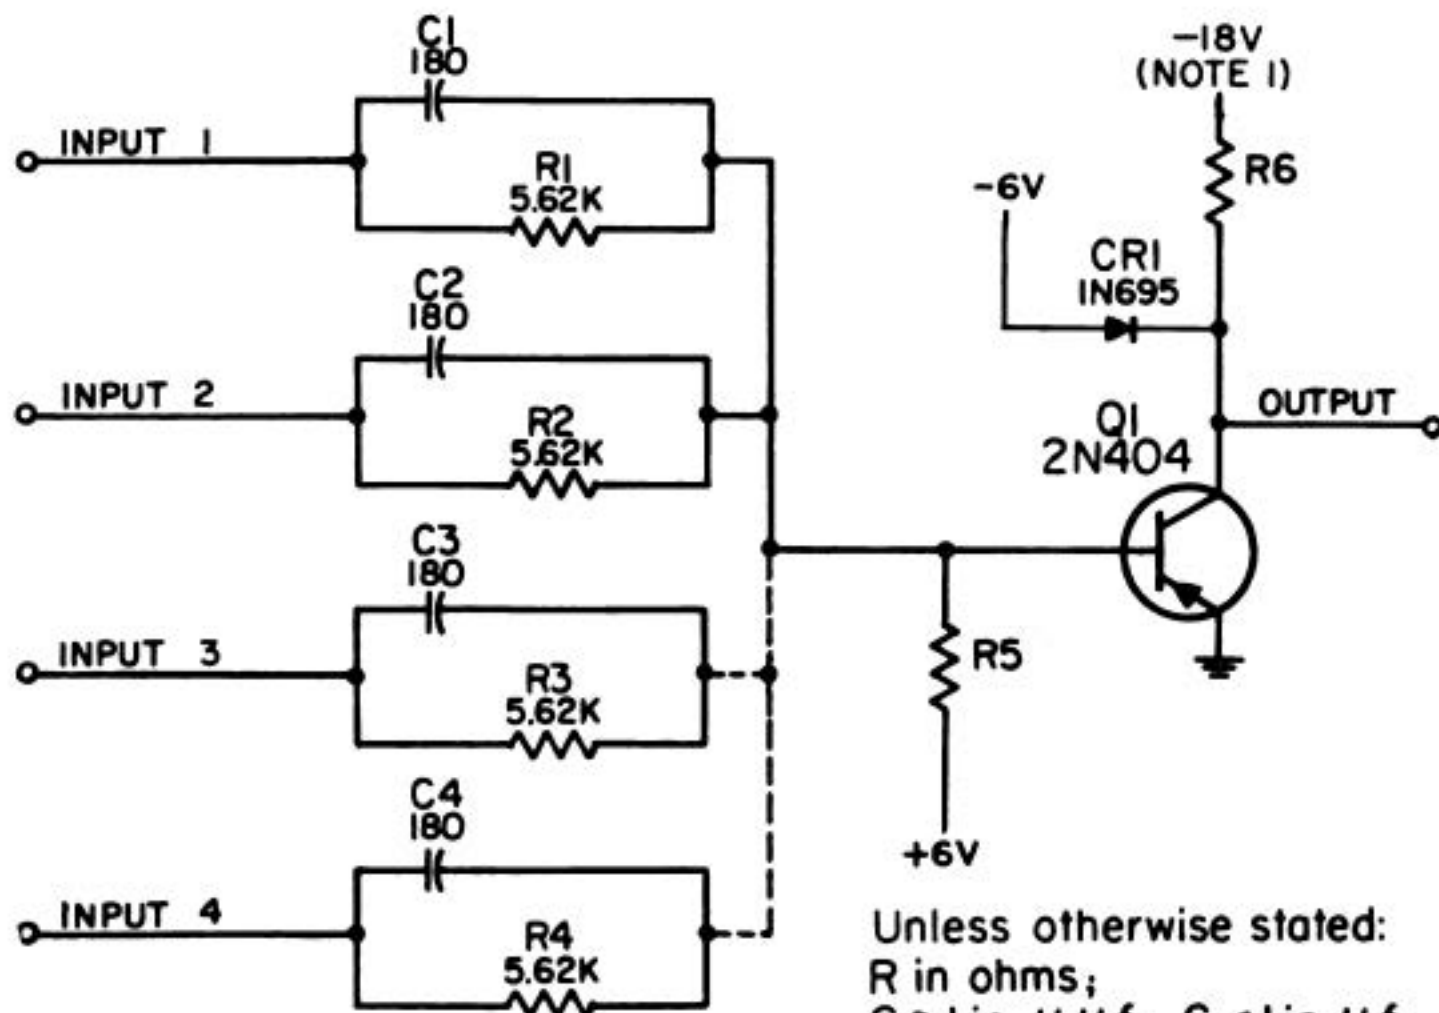 C1
180
INPUT 1
R1
5.62K
C2
180
INPUT 2
R2
5.62K
C3
180
INPUT 3
R3
5.62K
C4
180
INPUT 4
R4
5.62K
-18V
(NOTE 1)
R6
-6V
CR1
1N695
Q1
2N404
OUTPUT
R5
+6V
Unless otherwise stated:
R in ohms;